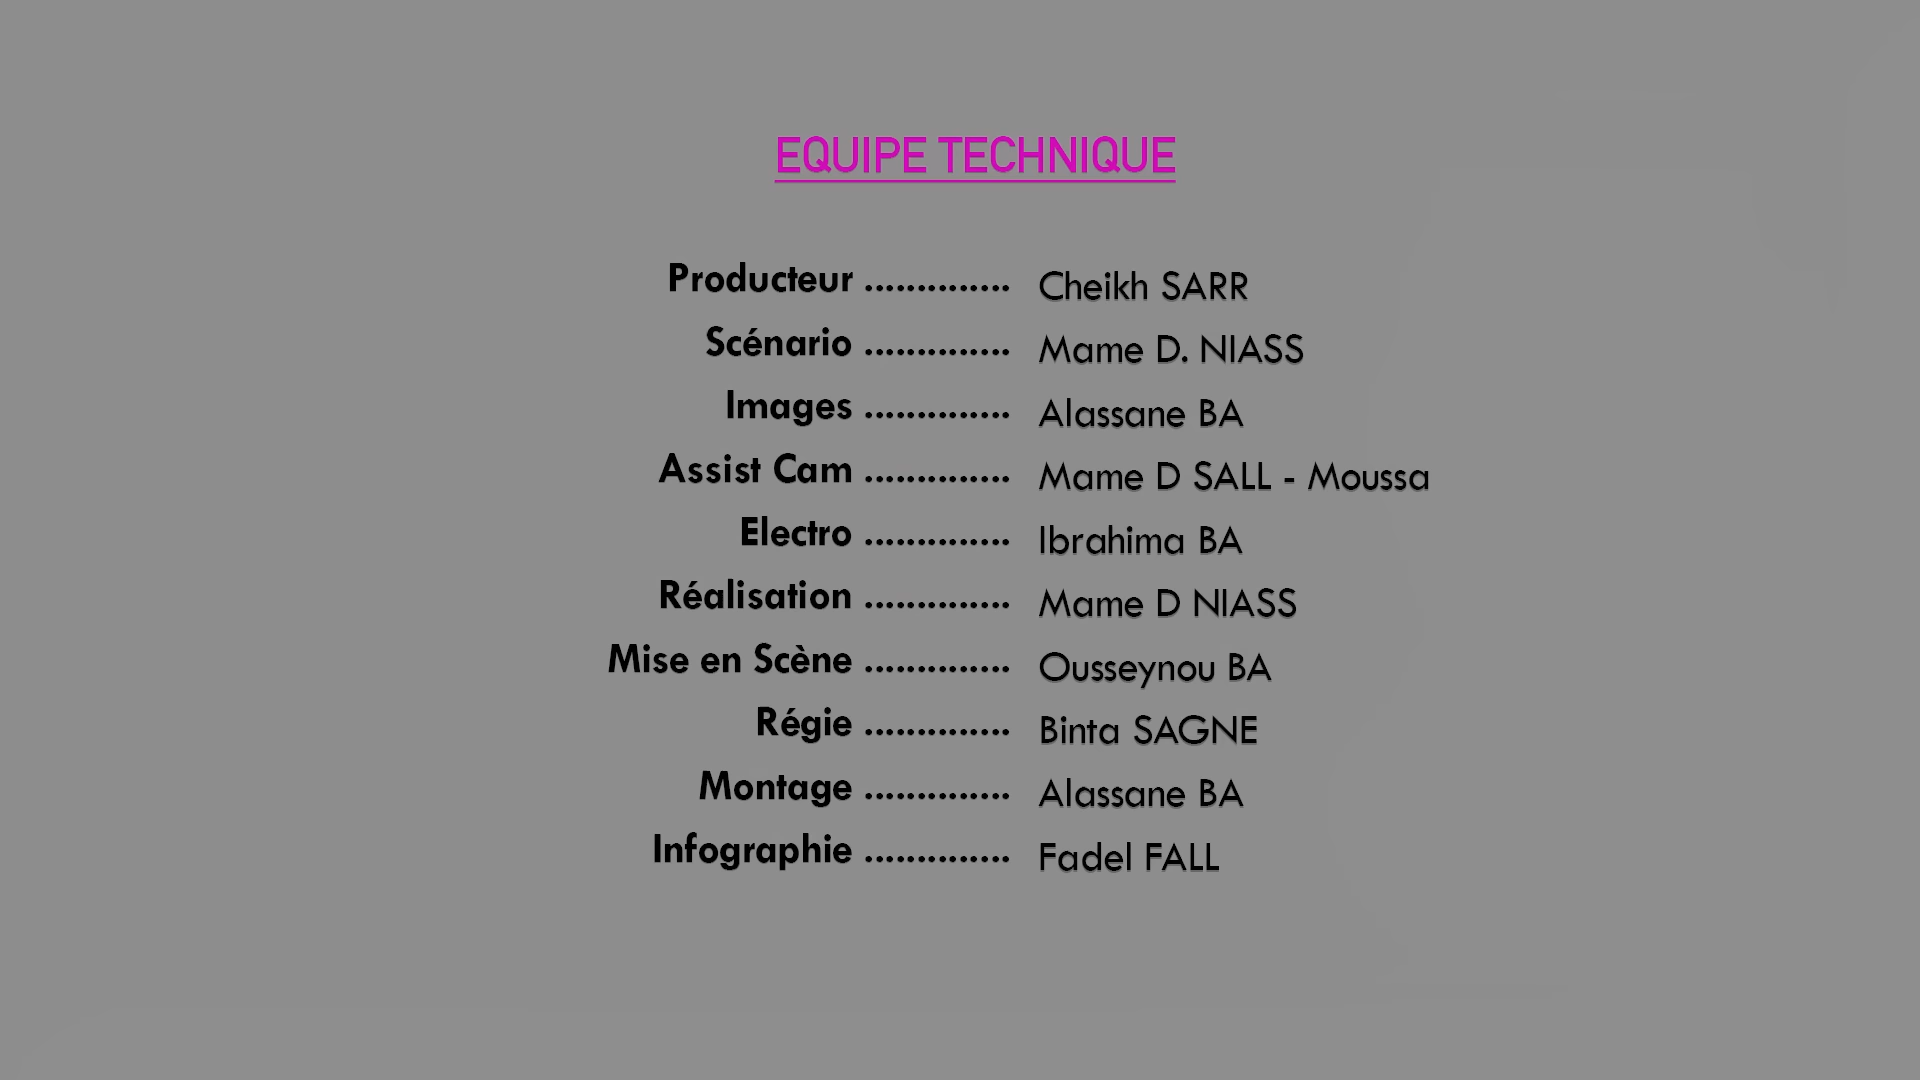 EQUIPE TECHNIQUE
Producteur .............. Cheikh SARR
Scénario .............. Mame D. NIASS
Images .............. Alassane BA
Assist Cam .............. Mame D SALL - Moussa
Electro .............. Ibrahima BA
Réalisation .............. Mame D NIASS
Mise en Scène .............. Ousseynou BA
Régie .............. Binta SAGNE
Montage .............. Alassane BA
Infographie .............. Fadel FALL